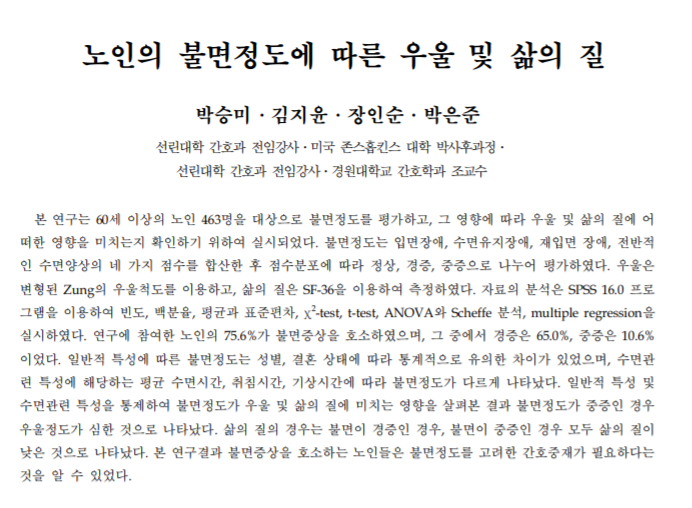 노인의 불면정도에 따른 우울 및 삶의 질
박승미 · 김지윤 · 장인순 · 박은준
선린대학 간호과 전임강사 · 미국 존스홉킨스 대학 박사후과정 ·
선린대학 간호과 전임강사 · 경원대학교 간호학과 조교수
본 연구는 60세 이상의 노인 463명을 대상으로 불면정도를 평가하고, 그 영향에 따라 우울 및 삶의 질에 어
떠한 영향을 미치는지 확인하기 위하여 실시되었다. 불면정도는 입면장애, 수면유지장애, 재입면 장애, 전반적
인 수면양상의 네 가지 점수를 합산한 후 점수분포에 따라 정상, 경증, 중증으로 나누어 평가하였다. 우울은
변형된 Zung의 우울척도를 이용하고, 삶의 질은 SF-36을 이용하여 측정하였다. 자료의 분석은 SPSS 16.0 프로
그램을 이용하여 빈도, 백분율, 평균과 표준편차, χ²-test, t-test, ANOVA와 Scheffe 분석, multiple regression을
실시하였다. 연구에 참여한 노인의 75.6%가 불면증상을 호소하였으며, 그 중에서 경증은 65.0%, 중증은 10.6%
이었다. 일반적 특성에 따른 불면정도는 성별, 결혼 상태에 따라 통계적으로 유의한 차이가 있었으며, 수면관
련 특성에 해당하는 평균 수면시간, 취침시간, 기상시간에 따라 불면정도가 다르게 나타났다. 일반적 특성 및
수면관련 특성을 통제하여 불면정도가 우울 및 삶의 질에 미치는 영향을 살펴본 결과 불면정도가 중증인 경우
우울정도가 심한 것으로 나타났다. 삶의 질의 경우는 불면이 경증인 경우, 불면이 중증인 경우 모두 삶의 질이
낮은 것으로 나타났다. 본 연구결과 불면증상을 호소하는 노인들은 불면정도를 고려한 간호중재가 필요하다는
것을 알 수 있었다.